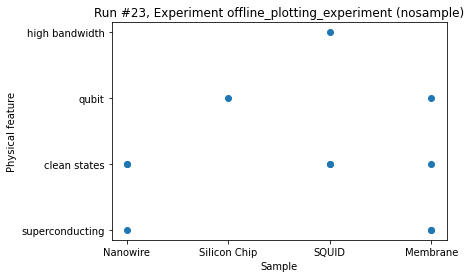 Run #23, Experiment offline_plotting_experiment (nosample)
high bandwidth
qubit
clean states
superconducting
Physical feature
Nanowire
Silicon Chip
SQUID
Membrane
Sample